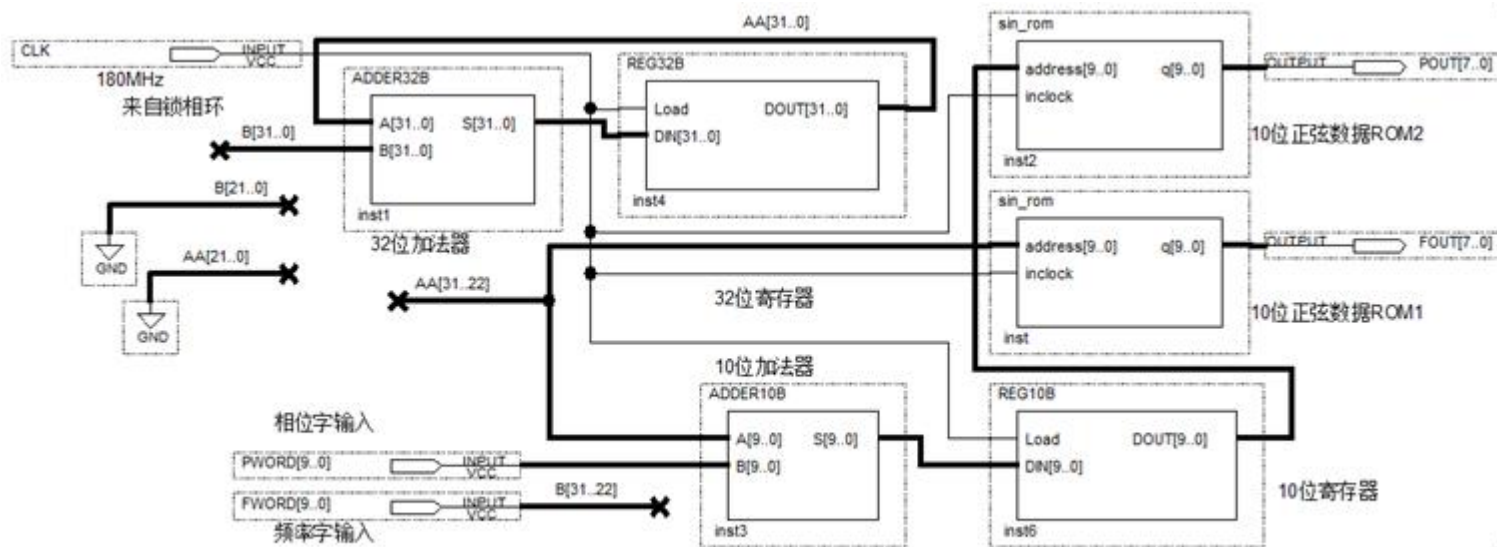 AA[31..0]
sin_rom
CLK
INPUT
VCC
REG32B
address[9..0]
q[9..0]
OUTPUT
POUT[7..0]
180MHz
ADDER32B
来自锁相环
Load
DOUT[31..0]
inclock
A[31..0]
S[31..0]
DIN[31..0]
10位正弦数据ROM2
B[31..0]
B[31..0]
inst2
B[21..0]
inst4
sin_rom
inst1
32位加法器
address[9..0]
q[9..0]
OUTPUT
FOUT[7..0]
GND
AA[21..0]
inclock
AA[31..22]
32位寄存器
10位正弦数据ROM1
GND
inst
10位加法器
ADDER10B
REG10B
相位字输入
A[9..0]
S[9..0]
Load
DOUT[9..0]
PWORD[9..0]
INPUT
VCC
B[9..0]
DIN[9..0]
B[31..22]
10位寄存器
FWORD[9..0]
INPUT
VCC
频率字输入
inst3
inst6